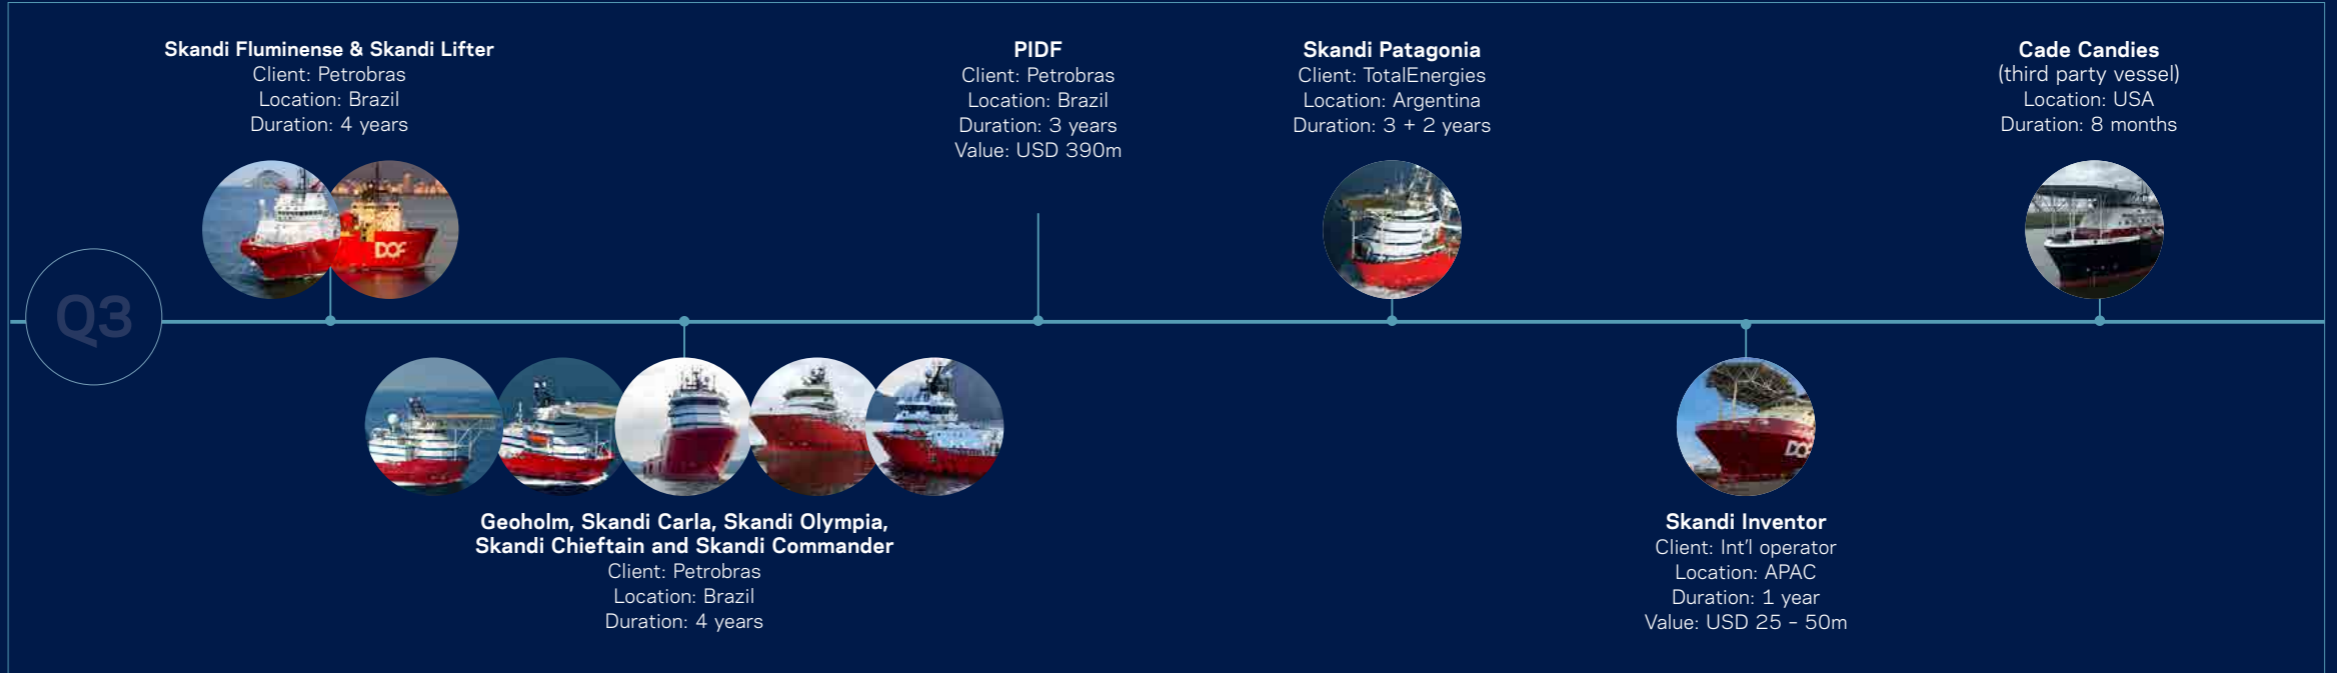 Skandi Fluminense & Skandi Lifter
Client: Petrobras
Location: Brazil
Duration: 4 years
PIDF
Client: Petrobras
Location: Brazil
Duration: 3 years
Value: USD 390m
Skandi Patagonia
Client: TotalEnergies
Location: Argentina
Duration: 3 + 2 years
Cade Candies
(third party vessel)
Location: USA
Duration: 8 months
DOF
Q3
DOF
Geoholm, Skandi Carla, Skandi Olympia,
Skandi Chieftain and Skandi Commander
Client: Petrobras
Location: Brazil
Duration: 4 years
Skandi Inventor
Client: Int'l operator
Location: APAC
Duration: 1 year
Value: USD 25 – 50m